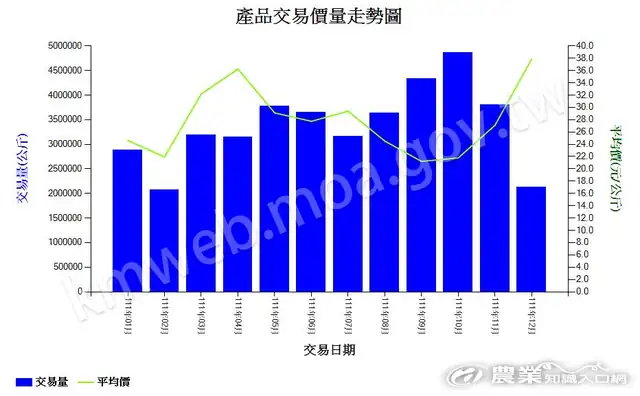 產品交易價量走勢圖
交易量(公斤)
5000000
4500000
4000000
3500000
3000000
2500000
2000000
1500000
1000000
500000
0
40.0
38.0
36.0
34.0
32.0
30.0
28.0
26.0
24.0
22.0
20.0
18.0
16.0
14.0
12.0
10.0
8.0
6.0
4.0
2.0
0.0
平均價(元/公斤)
kmweb.moa.gov.tw
111年01月
111年02月
111年03月
111年04月
111年05月
111年06月
111年07月
111年08月
111年09月
111年10月
111年11月
111年12月
交易日期
交易量 平均價
農業知識入口網